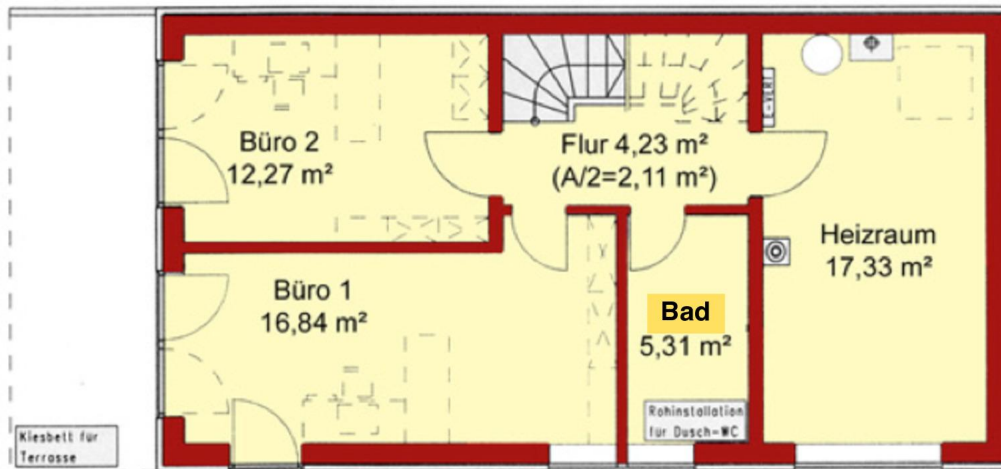 Büro 2
12,27 m²
Flur 4,23 m²
(A/2=2,11 m²)
Heizraum
17,33 m²
Büro 1
16,84 m²
Bad
5,31 m²
Rohinstallation
für Dusch-WC
Kiesbett für
Terrasse